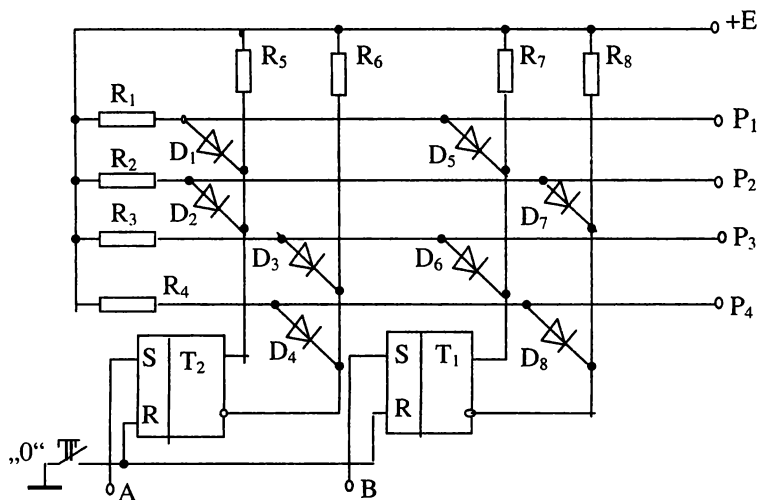 +E
R5 R6 R7 R8
R1 P1
D1 D5
R2 P2
D2 D7
R3 P3
D3 D6
R4 P4
D4 D8
S T2 S T1
R R
„0“
A B